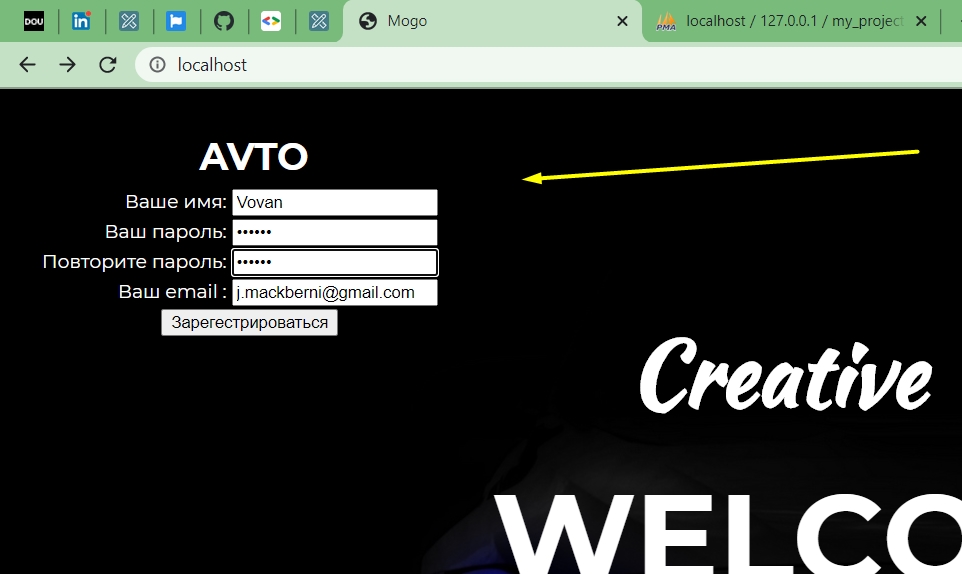 DOU
in
Mogo
PMA
localhost / 127.0.0.1 / my_project
localhost
AVTO
Ваше имя: Vovan
Ваш пароль: ••••••
Повторите пароль: ••••••
Ваш email : j.mackberni@gmail.com
Зарегестрироваться
Creative
WELCO